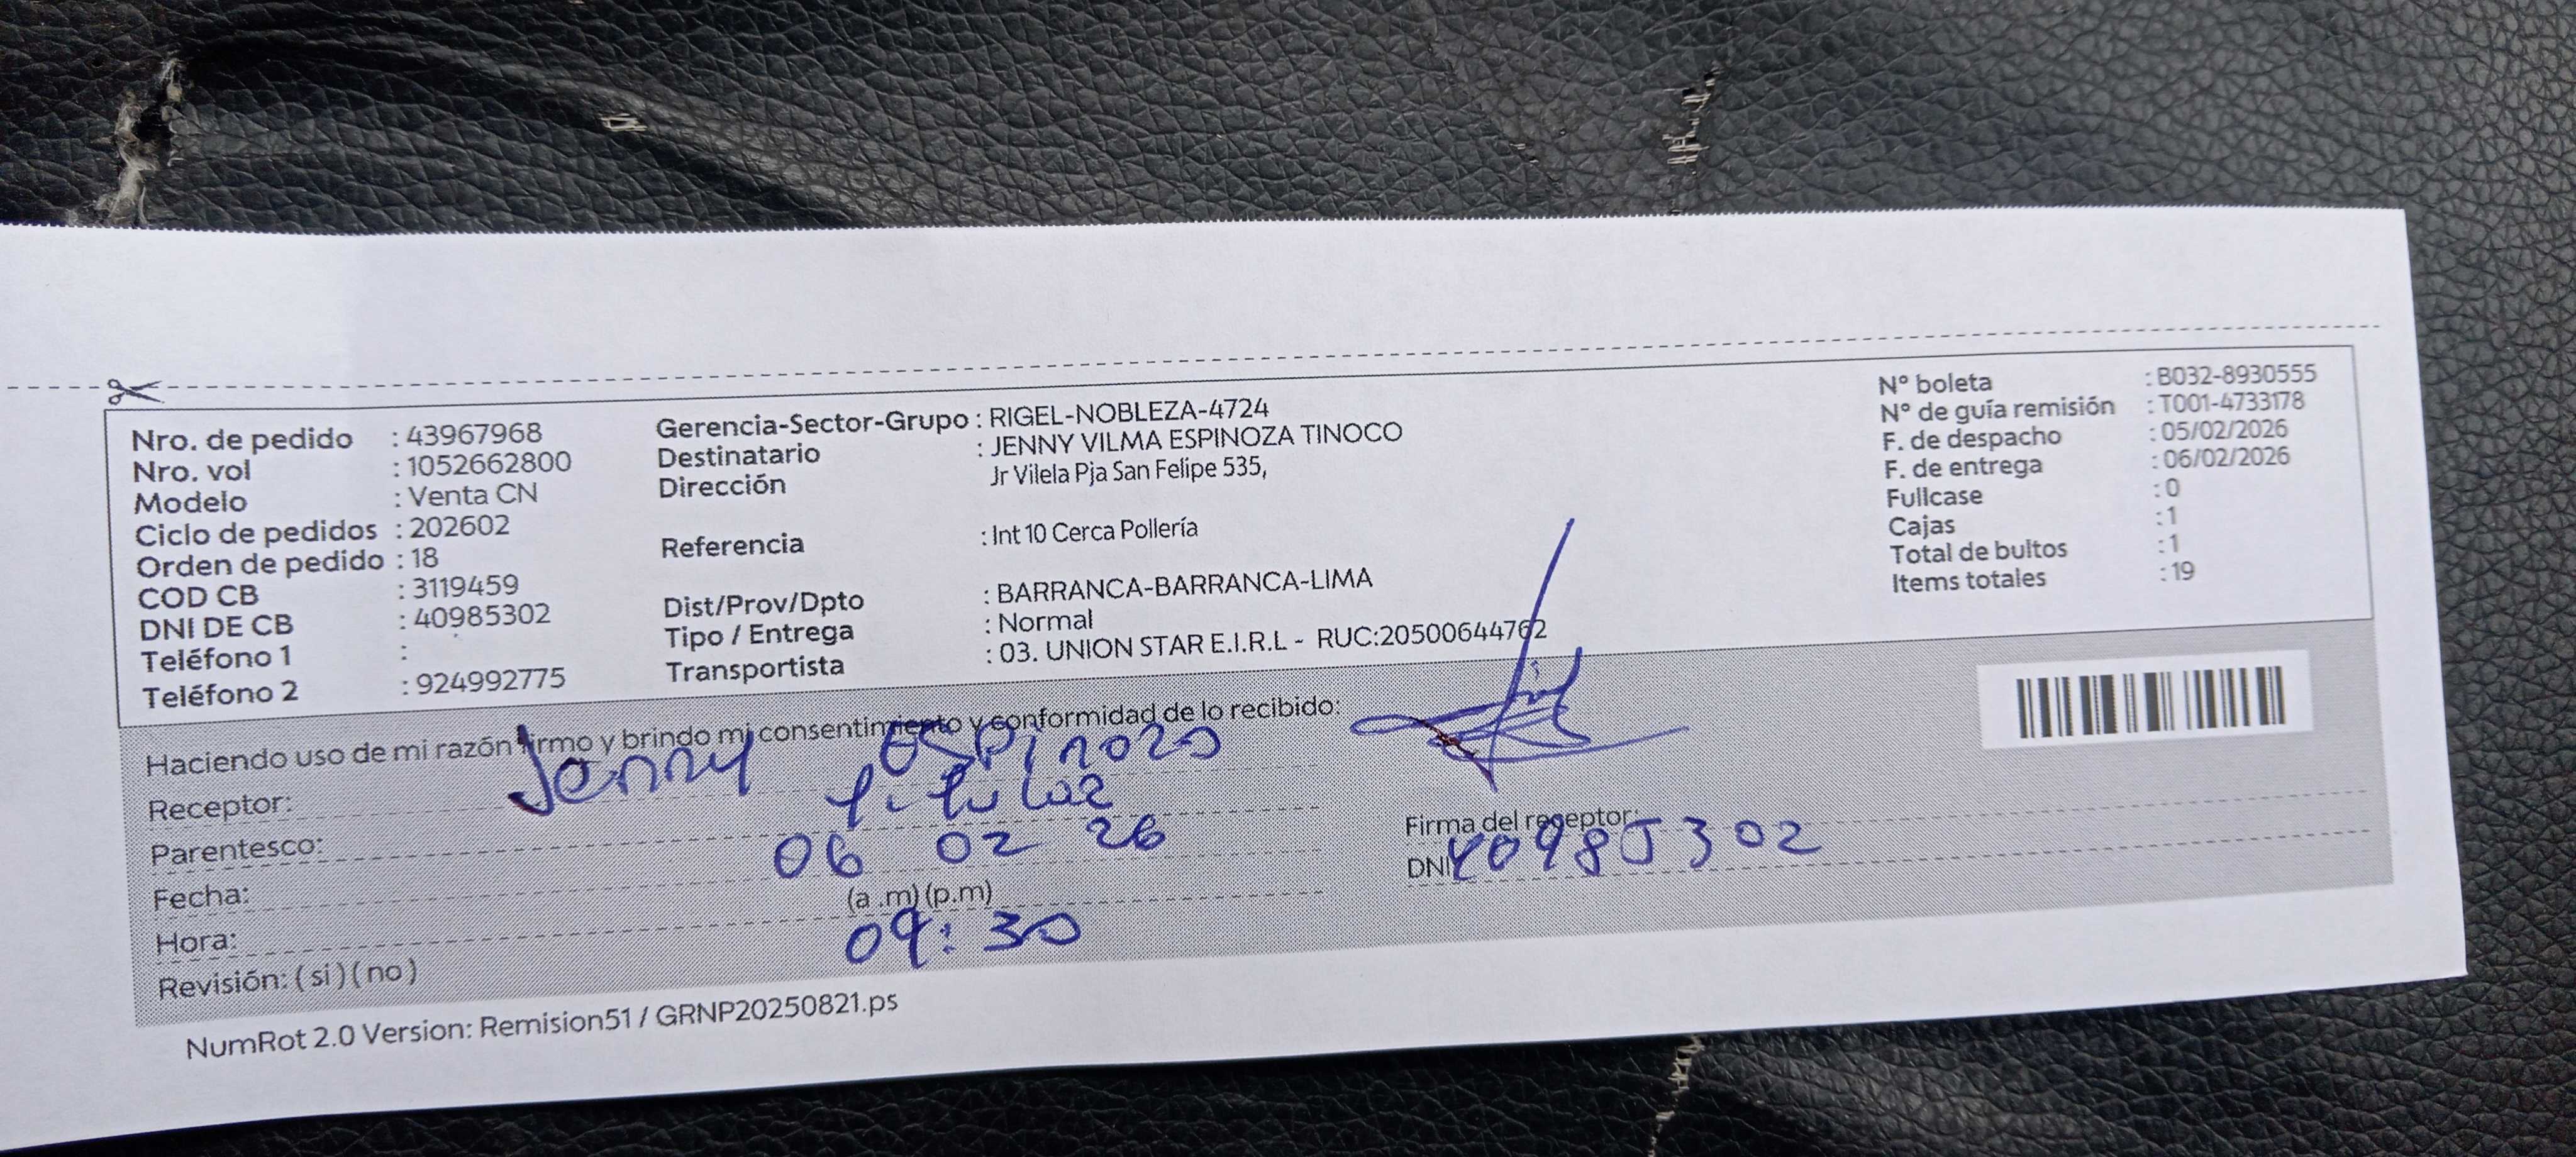 Nro. de pedido : 43967968
Nro. vol : 1052662800
Modelo : Venta CN
Ciclo de pedidos : 202602
Orden de pedido : 18
COD CB : 3119459
DNI DE CB : 40985302
Teléfono 1 :
Teléfono 2 : 924992775
Gerencia-Sector-Grupo : RIGEL-NOBLEZA-4724
Destinatario : JENNY VILMA ESPINOZA TINOCO
Dirección Jr Vilela Pja San Felipe 535,
Referencia : Int 10 Cerca Pollería
Dist/Prov/Dpto : BARRANCA-BARRANCA-LIMA
Tipo / Entrega : Normal
Transportista : 03. UNION STAR E.I.R.L - RUC:20500644762
N° boleta : B032-8930555
N° de guía remisión : T001-4733178
F. de despacho : 05/02/2026
F. de entrega : 06/02/2026
Fullcase : 0
Cajas : 1
Total de bultos : 1
Items totales : 19
Haciendo uso de mi razón firmo y brindo mi consentimiento y conformidad de lo recibido:
Receptor: Jenny Espinoza
Parentesco: titular
Fecha: 06 02 26
(a .m) (p.m)
Hora: 09:30
Revisión: ( si ) ( no )
Firma del receptor:
DNI 40985302
NumRot 2.0 Version: Remision51 / GRNP20250821.ps